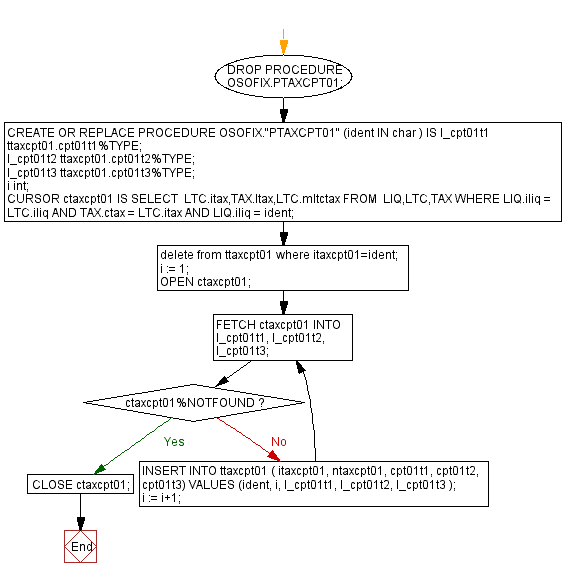 DROP PROCEDURE
OSOFIX.PTAXCPT01;
CREATE OR REPLACE PROCEDURE OSOFIX."PTAXCPT01" (ident IN char ) IS l_cpt01t1
ttaxcpt01.cpt01t1%TYPE;
l_cpt01t2 ttaxcpt01.cpt01t2%TYPE;
l_cpt01t3 ttaxcpt01.cpt01t3%TYPE;
i int;
CURSOR ctaxcpt01 IS SELECT LTC.itax,TAX.ltax,LTC.mltctax FROM LIQ,LTC,TAX WHERE LIQ.iliq =
LTC.iliq AND TAX.ctax = LTC.itax AND LIQ.iliq = ident;
delete from ttaxcpt01 where itaxcpt01=ident;
i := 1;
OPEN ctaxcpt01;
FETCH ctaxcpt01 INTO
l_cpt01t1, l_cpt01t2,
l_cpt01t3;
ctaxcpt01%NOTFOUND ?
Yes
No
CLOSE ctaxcpt01;
INSERT INTO ttaxcpt01 ( itaxcpt01, ntaxcpt01, cpt01t1, cpt01t2,
cpt01t3) VALUES (ident, i, l_cpt01t1, l_cpt01t2, l_cpt01t3 );
i := i+1;
End